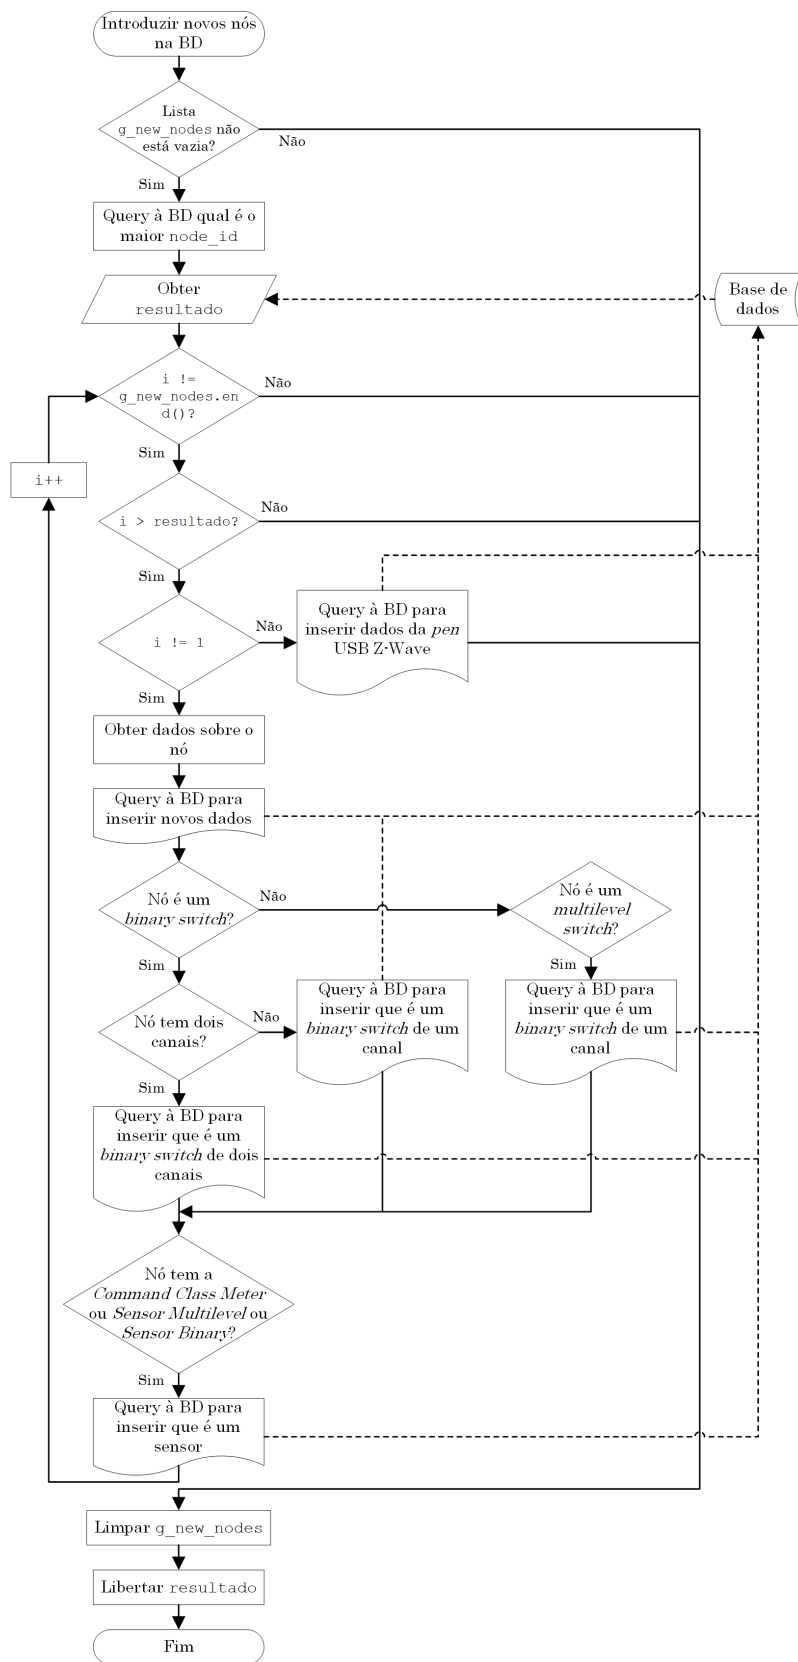 Introduzir novos nós
na BD
Lista
g_new_nodes não
está vazia?
Não
Sim
Query à BD qual é o
maior node_id
Obter
resultado
Base de
dados
i !=
g_new_nodes.en
d()?
Não
Sim
i++
i > resultado?
Não
Sim
i != 1
Não
Query à BD para
inserir dados da pen
USB Z-Wave
Sim
Obter dados sobre o
nó
Query à BD para
inserir novos dados
Nó é um
binary switch?
Não
Nó é um
multilevel
switch?
Sim
Sim
Nó tem dois
canais?
Não
Query à BD para
inserir que é um
binary switch de um
canal
Query à BD para
inserir que é um
binary switch de um
canal
Sim
Query à BD para
inserir que é um
binary switch de dois
canais
Nó tem a
Command Class Meter
ou Sensor Multilevel ou
Sensor Binary?
Sim
Query à BD para
inserir que é um
sensor
Limpar g_new_nodes
Libertar resultado
Fim